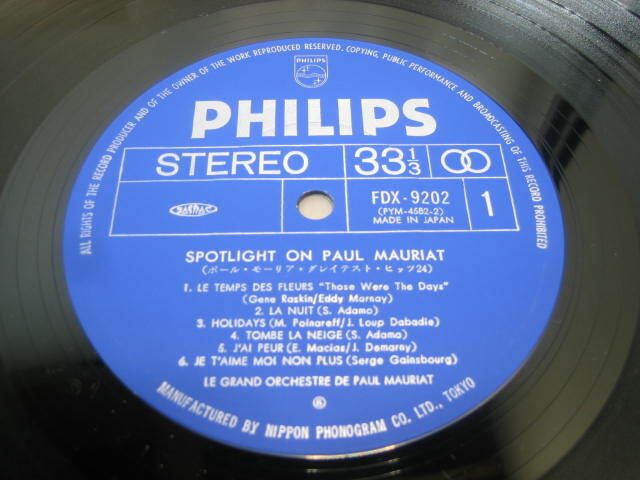 ALL RIGHTS OF THE RECORD PRODUCER AND OF THE OWNER OF THE WORK REPRODUCED RESERVED. COPYING, PUBLIC PERFORMANCE AND BROADCASTING OF THIS RECORD PROHIBITED
PHILIPS
PHILIPS
STEREO 33 1/3
JASRAC FDX-9202 1
(PYM-4582-2)
MADE IN JAPAN
SPOTLIGHT ON PAUL MAURIAT
(ポール・モーリア・グレイテスト・ヒッツ24)
1. LE TEMPS DES FLEURS "Those Were The Days"
(Gene Raskin/Eddy Marnay)
2. LA NUIT (S. Adamo)
3. HOLIDAYS (M. Polnareff/J. Loup Dabadie)
4. TOMBE LA NEIGE (S. Adamo)
5. J'AI PEUR (E. Macias/J. Demarny)
6. JE T'AIME MOI NON PLUS (Serge Gainsbourg)
LE GRAND ORCHESTRE DE PAUL MAURIAT
MANUFACTURED BY NIPPON PHONOGRAM CO. LTD., TOKYO